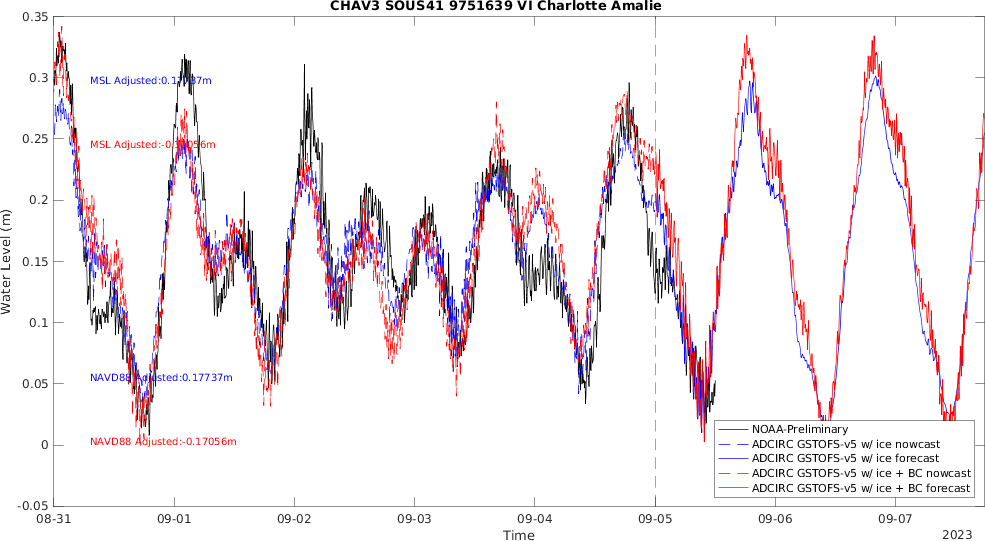 CHAV3 SOUS41 9751639 VI Charlotte Amalie
Water Level (m)
0.35
0.3
0.25
0.2
0.15
0.1
0.05
0
-0.05
MSL Adjusted:0.17737m
MSL Adjusted:-0.17056m
NAVD88 Adjusted:0.17737m
NAVD88 Adjusted:-0.17056m
NOAA-Preliminary
ADCIRC GSTOFS-v5 w/ ice nowcast
ADCIRC GSTOFS-v5 w/ ice forecast
ADCIRC GSTOFS-v5 w/ ice + BC nowcast
ADCIRC GSTOFS-v5 w/ ice + BC forecast
08-31 09-01 09-02 09-03 09-04 09-05 09-06 09-07
Time
2023